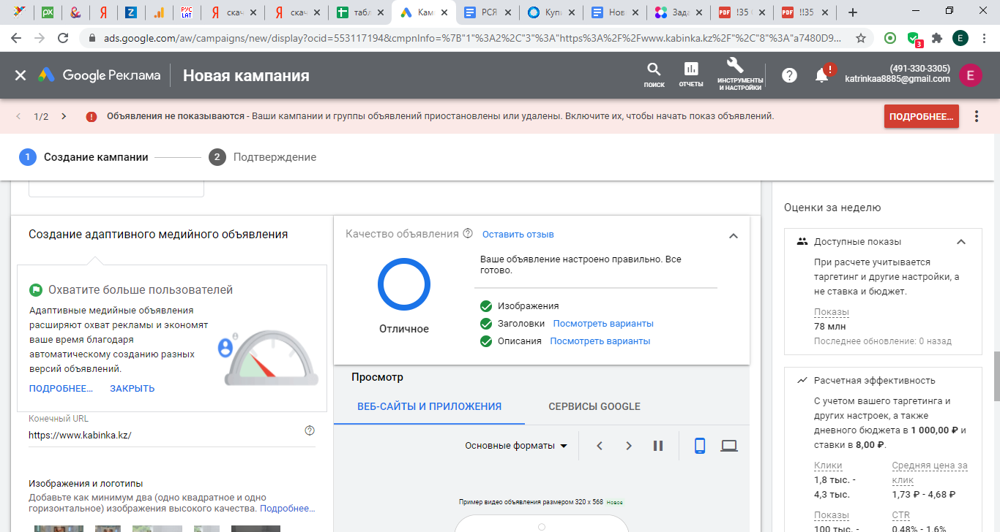 РУС
LAT
скач
скач
табл
Кам
РСЯ
Купи
Нов
Зада
!35
!!35
ads.google.com/aw/campaigns/new/display?ocid=553117194&cmpnInfo=%7B"1"%3A2%2C"3"%3A"https%3A%2F%2Fwww.kabinka.kz%2F"%2C"8"%3A"a7480D9...
3
E
Google Реклама
Новая кампания
ПОИСК
ОТЧЕТЫ
ИНСТРУМЕНТЫ
И НАСТРОЙКИ
(491-330-3305)
katrinkaa8885@gmail.com
E
1/2
Объявления не показываются - Ваши кампании и группы объявлений приостановлены или удалены. Включите их, чтобы начать показ объявлений.
ПОДРОБНЕЕ...
1 Создание кампании
2 Подтверждение
Создание адаптивного медийного объявления
Охватите больше пользователей
Адаптивные медийные объявления
расширяют охват рекламы и экономят
ваше время благодаря
автоматическому созданию разных
версий объявлений.
ПОДРОБНЕЕ... ЗАКРЫТЬ
Конечный URL
https://www.kabinka.kz/
Изображения и логотипы
Добавьте как минимум два (одно квадратное и одно
горизонтальное) изображения высокого качества. Подробнее...
Качество объявления Оставить отзыв
Отличное
Ваше объявление настроено правильно. Все
готово.
Изображения
Заголовки Посмотреть варианты
Описания Посмотреть варианты
Просмотр
ВЕБ-САЙТЫ И ПРИЛОЖЕНИЯ СЕРВИСЫ GOOGLE
Основные форматы
Пример видео объявления размером 320 x 568 Новое
Оценки за неделю
Доступные показы
При расчете учитывается
таргетинг и другие настройки, а
не ставка и бюджет.
Показы
78 млн
Последнее обновление: 0 назад
Расчетная эффективность
С учетом вашего таргетинга и
других настроек, а также
дневного бюджета в 1 000,00 ₽ и
ставки в 8,00 ₽.
Клики
1,8 тыс. -
4,3 тыс.
Средняя цена за
клик
1,73 ₽ - 4,68 ₽
Показы
100 тыс. -
CTR
0,48% - 1,6%